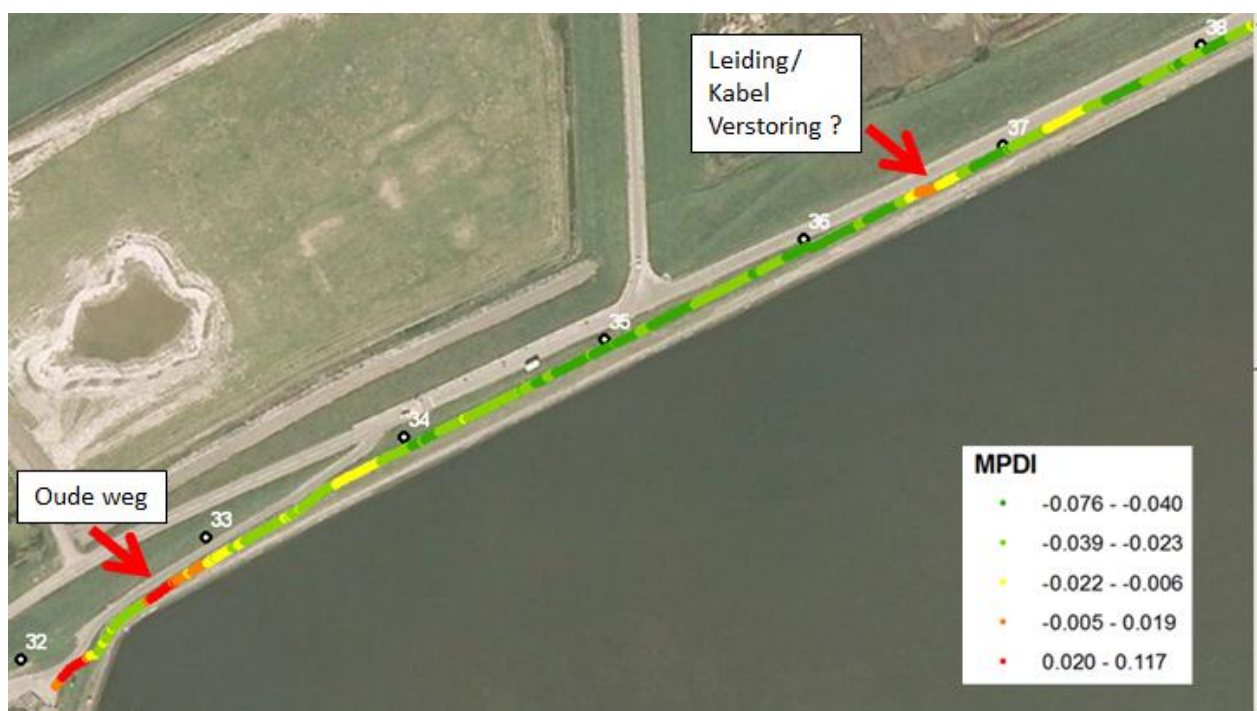 38
Leiding/
Kabel
Verstoring ?
37
36
35
34
MPDI
-0.076 - -0.040
-0.039 - -0.023
-0.022 - -0.006
-0.005 - 0.019
0.020 - 0.117
Oude weg
33
32